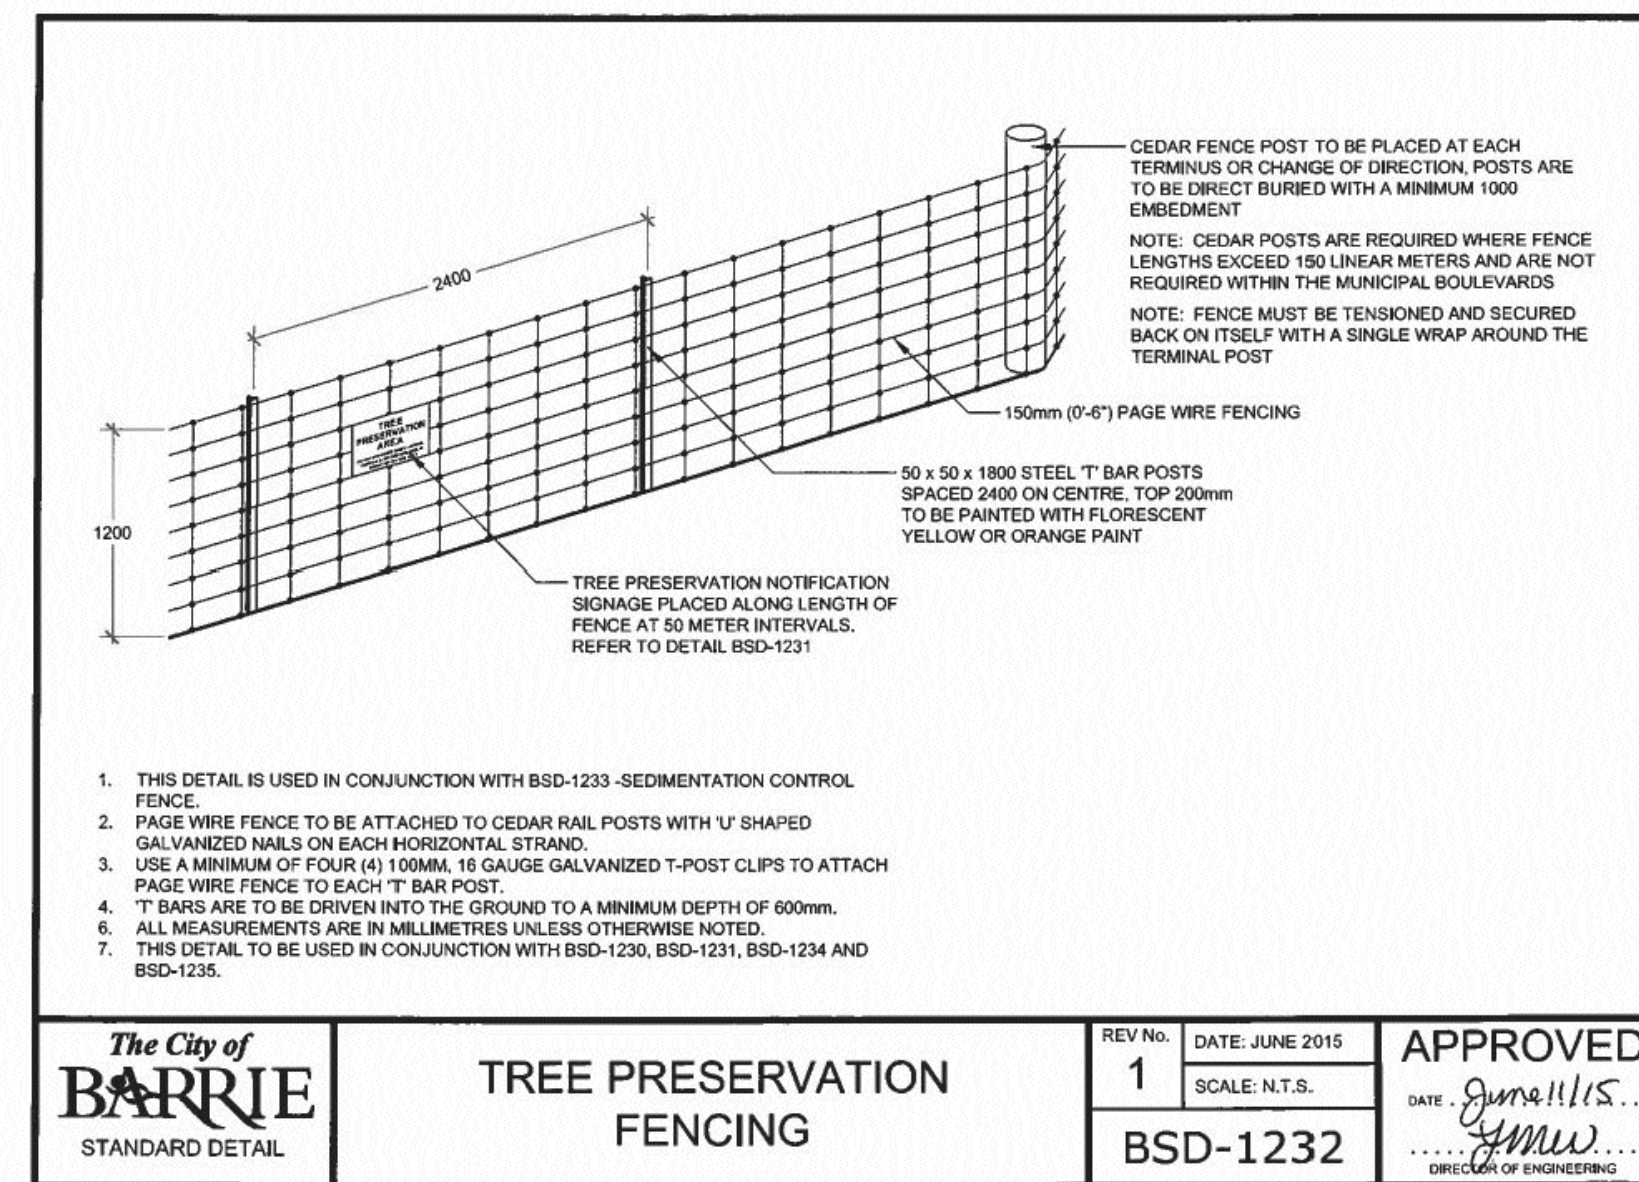 2400
CEDAR FENCE POST TO BE PLACED AT EACH
TERMINUS OR CHANGE OF DIRECTION, POSTS ARE
TO BE DIRECT BURIED WITH A MINIMUM 1000
EMBEDMENT
NOTE: CEDAR POSTS ARE REQUIRED WHERE FENCE
LENGTHS EXCEED 150 LINEAR METERS AND ARE NOT
REQUIRED WITHIN THE MUNICIPAL BOULEVARDS
NOTE: FENCE MUST BE TENSIONED AND SECURED
BACK ON ITSELF WITH A SINGLE WRAP AROUND THE
TERMINAL POST
150mm (0'-6") PAGE WIRE FENCING
TREE
PRESERVATION
AREA
50 x 50 x 1800 STEEL 'T' BAR POSTS
SPACED 2400 ON CENTRE, TOP 200mm
TO BE PAINTED WITH FLORESCENT
YELLOW OR ORANGE PAINT
1200
TREE PRESERVATION NOTIFICATION
SIGNAGE PLACED ALONG LENGTH OF
FENCE AT 50 METER INTERVALS.
REFER TO DETAIL BSD-1231
1. THIS DETAIL IS USED IN CONJUNCTION WITH BSD-1233 -SEDIMENTATION CONTROL
FENCE.
2. PAGE WIRE FENCE TO BE ATTACHED TO CEDAR RAIL POSTS WITH 'U' SHAPED
GALVANIZED NAILS ON EACH HORIZONTAL STRAND.
3. USE A MINIMUM OF FOUR (4) 100MM, 16 GAUGE GALVANIZED T-POST CLIPS TO ATTACH
PAGE WIRE FENCE TO EACH 'T' BAR POST.
4. 'T' BARS ARE TO BE DRIVEN INTO THE GROUND TO A MINIMUM DEPTH OF 600mm.
6. ALL MEASUREMENTS ARE IN MILLIMETRES UNLESS OTHERWISE NOTED.
7. THIS DETAIL TO BE USED IN CONJUNCTION WITH BSD-1230, BSD-1231, BSD-1234 AND
BSD-1235.
The City of
BARRIE
STANDARD DETAIL
TREE PRESERVATION
FENCING
REV No.
1
DATE: JUNE 2015
SCALE: N.T.S.
BSD-1232
APPROVED
DATE . June 11/15 . .
DIRECTOR OF ENGINEERING